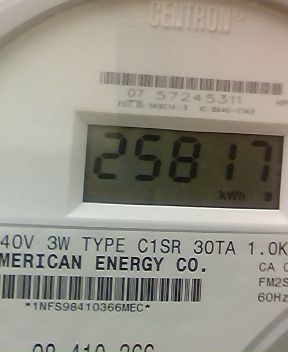 CENTRON
07 57245311
25817
kWh
40V 3W TYPE C1SR 30TA 1.0K
MERICAN ENERGY CO.
CA 0
FM2S
60Hz
*1NFS98410366MEC*